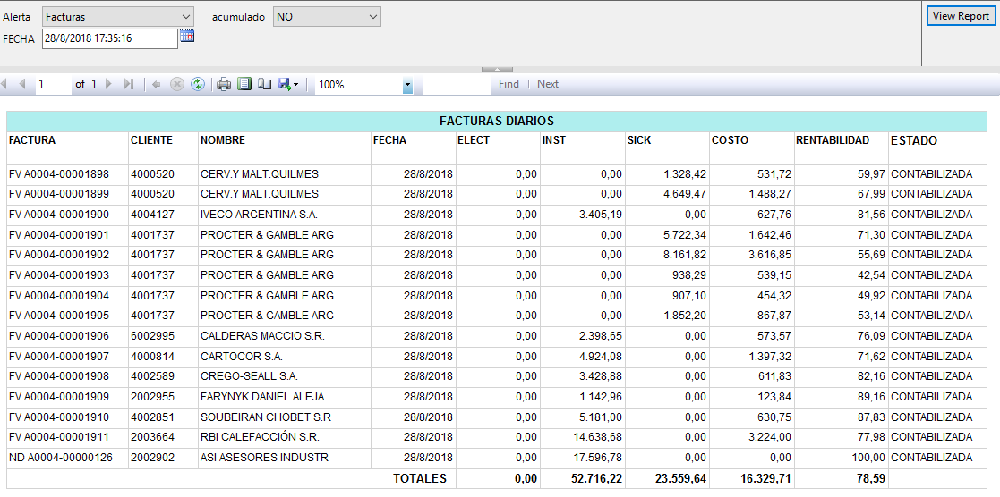 Alerta Facturas acumulado NO View Report
FECHA 28/8/2018 17:35:16
1 of 1 100% Find | Next
FACTURAS DIARIOS
FACTURA CLIENTE NOMBRE FECHA ELECT INST SICK COSTO RENTABILIDAD ESTADO
FV A0004-00001898 4000520 CERV.Y MALT.QUILMES 28/8/2018 0,00 0,00 1.328,42 531,72 59,97 CONTABILIZADA
FV A0004-00001899 4000520 CERV.Y MALT.QUILMES 28/8/2018 0,00 0,00 4.649,47 1.488,27 67,99 CONTABILIZADA
FV A0004-00001900 4004127 IVECO ARGENTINA S.A. 28/8/2018 0,00 3.405,19 0,00 627,76 81,56 CONTABILIZADA
FV A0004-00001901 4001737 PROCTER & GAMBLE ARG 28/8/2018 0,00 0,00 5.722,34 1.642,46 71,30 CONTABILIZADA
FV A0004-00001902 4001737 PROCTER & GAMBLE ARG 28/8/2018 0,00 0,00 8.161,82 3.616,85 55,69 CONTABILIZADA
FV A0004-00001903 4001737 PROCTER & GAMBLE ARG 28/8/2018 0,00 0,00 938,29 539,15 42,54 CONTABILIZADA
FV A0004-00001904 4001737 PROCTER & GAMBLE ARG 28/8/2018 0,00 0,00 907,10 454,32 49,92 CONTABILIZADA
FV A0004-00001905 4001737 PROCTER & GAMBLE ARG 28/8/2018 0,00 0,00 1.852,20 867,87 53,14 CONTABILIZADA
FV A0004-00001906 6002995 CALDERAS MACCIO S.R. 28/8/2018 0,00 2.398,65 0,00 573,57 76,09 CONTABILIZADA
FV A0004-00001907 4000814 CARTOCOR S.A. 28/8/2018 0,00 4.924,08 0,00 1.397,32 71,62 CONTABILIZADA
FV A0004-00001908 4002589 CREGO-SEALL S.A. 28/8/2018 0,00 3.428,88 0,00 611,83 82,16 CONTABILIZADA
FV A0004-00001909 2002955 FARYNYK DANIEL ALEJA 28/8/2018 0,00 1.142,96 0,00 123,84 89,16 CONTABILIZADA
FV A0004-00001910 4002851 SOUBEIRAN CHOBET S.R 28/8/2018 0,00 5.181,00 0,00 630,75 87,83 CONTABILIZADA
FV A0004-00001911 2003664 RBI CALEFACCIÓN S.R. 28/8/2018 0,00 14.638,68 0,00 3.224,00 77,98 CONTABILIZADA
ND A0004-00000126 2002902 ASI ASESORES INDUSTR 28/8/2018 0,00 17.596,78 0,00 0,00 100,00 CONTABILIZADA
TOTALES 0,00 52.716,22 23.559,64 16.329,71 78,59